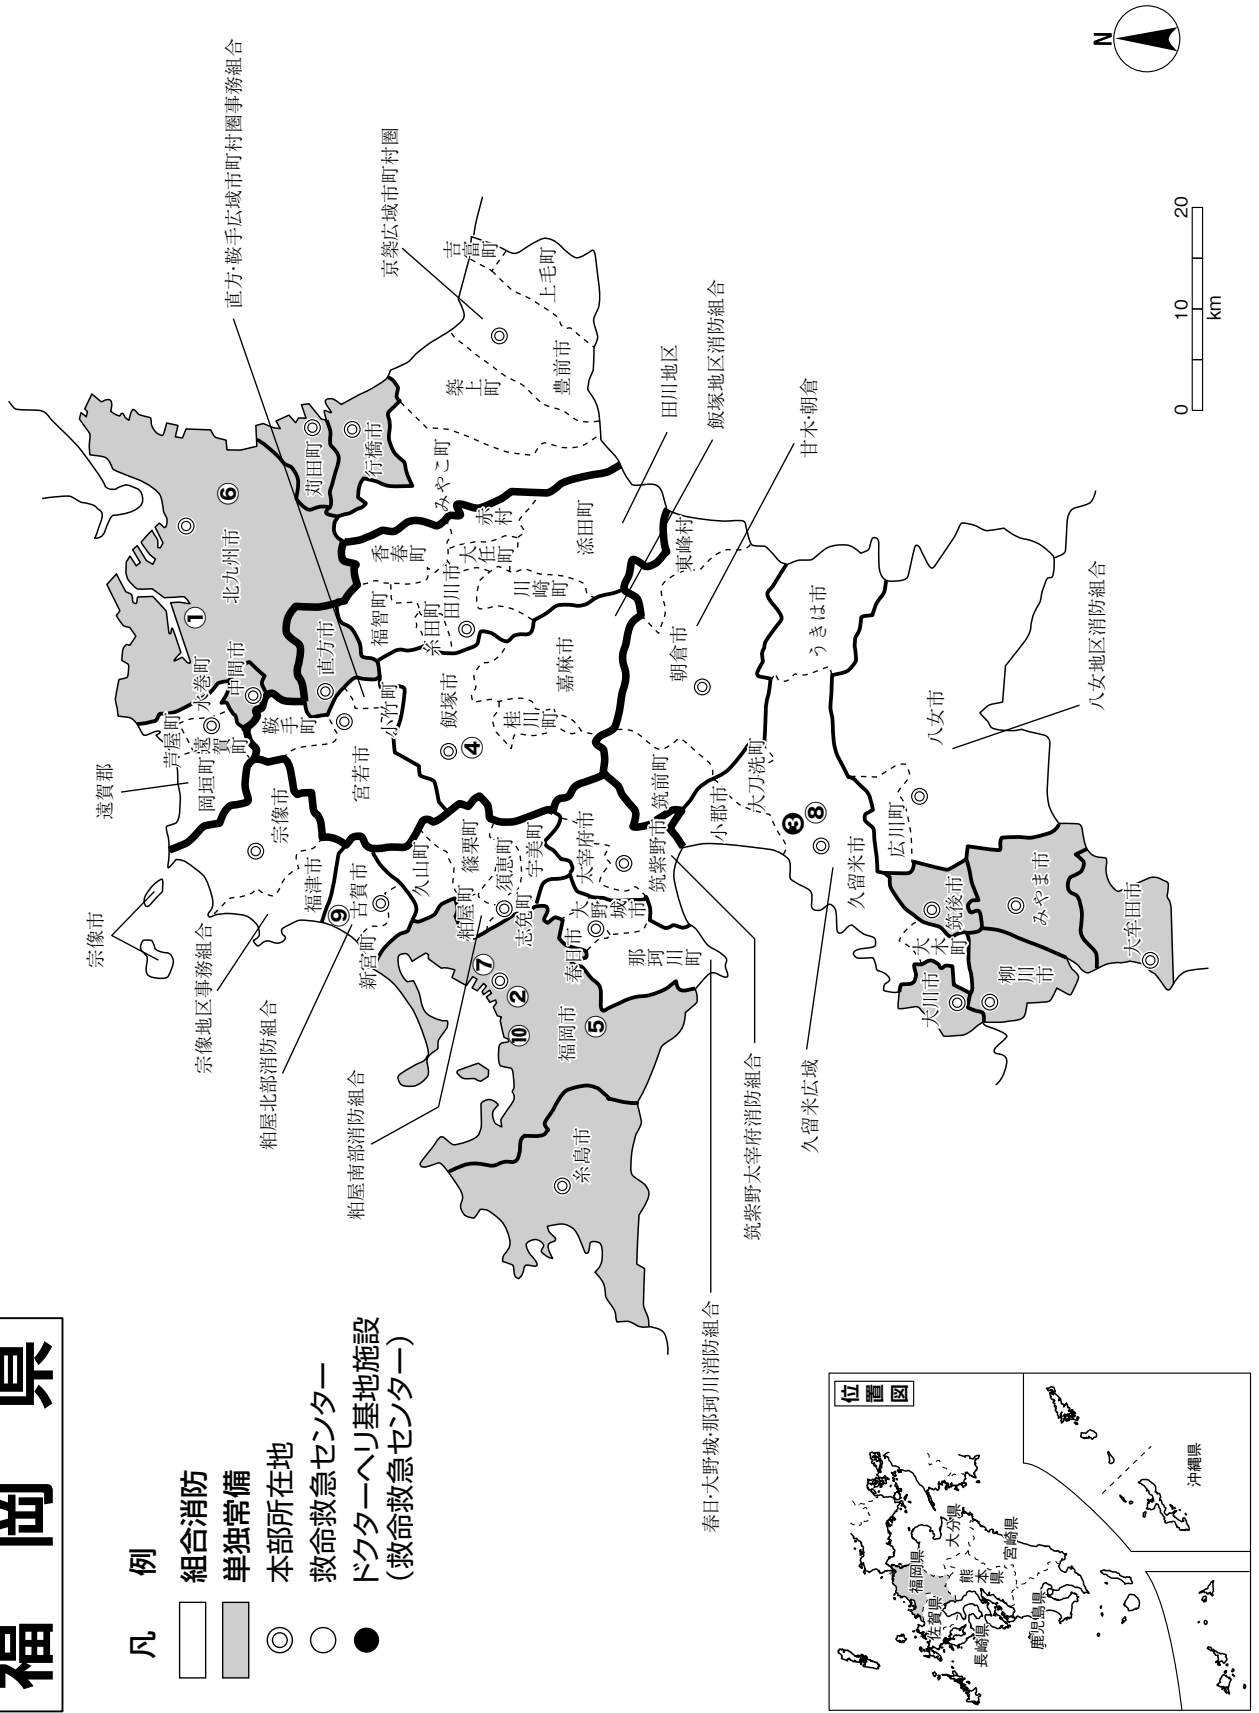 福岡県
凡例
組合消防
単独常備
本部所在地
救命救急センター
ドクターヘリ基地施設
(救命救急センター)
宗像市
遠賀郡
直方・鞍手広域市町村圏事務組合
京築広域市町村圏
田川地区
飯塚地区消防組合
甘木・朝倉
八女地区消防組合
宗像地区事務組合
粕屋北部消防組合
粕屋南部消防組合
春日・大野城・那珂川消防組合
筑紫野太宰府消防組合
久留米広域
北九州市
①
⑥
苅田町
行橋市
みやこ町
築上町
豊前市
吉富町
上毛町
芦屋町
水巻町
中間市
遠賀町
岡垣町
鞍手町
直方市
小竹町
宮若市
宗像市
福津市
古賀市
⑨
新宮町
久山町
篠栗町
粕屋町
須恵町
志免町
宇美町
福智町
香春町
糸田町
田川市
大任町
赤村
川崎町
添田町
飯塚市
④
桂川町
嘉麻市
福岡市
⑦
②
⑩
⑤
糸島市
春日市
大野城市
太宰府市
那珂川町
筑紫野市
筑前町
朝倉市
東峰村
小郡市
大刀洗町
うきは市
久留米市
❸
⑧
広川町
八女市
筑後市
大木町
大川市
柳川市
みやま市
大牟田市
N
0 10 20
km
位置図
福岡県
佐賀県
長崎県
大分県
熊本県
宮崎県
鹿児島県
沖縄県